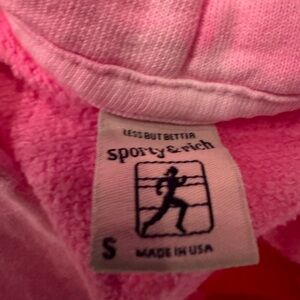 LESS BUT BETTER
sporty & rich
S
MADE IN USA